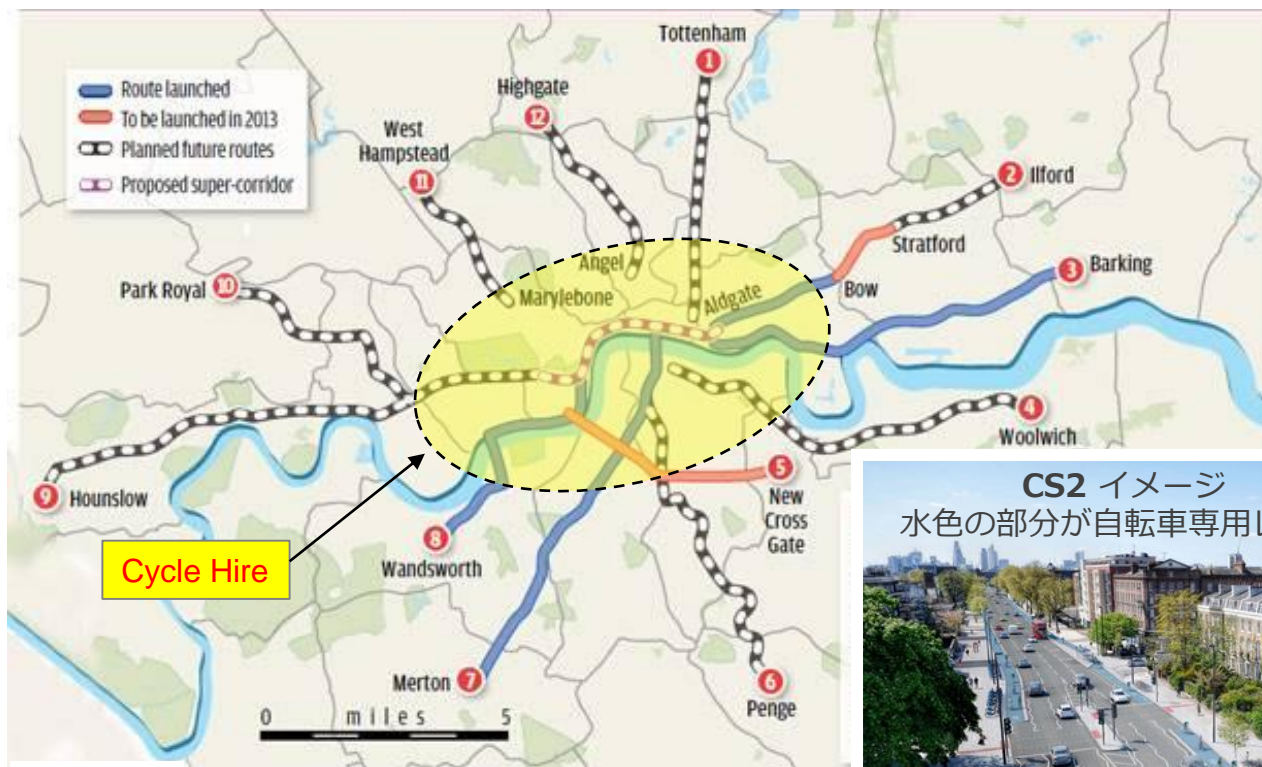 Route launched
To be launched in 2013
Planned future routes
Proposed super-corridor
Tottenham
1
Highgate
12
West
Hampstead
11
2
Ilford
Stratford
Angel
3
Barking
Park Royal
10
Marylebone
Aldgate
Bow
4
Woolwich
9
Hounslow
5
New
Cross
Gate
8
Wandsworth
Cycle Hire
Merton
7
6
Penge
0 miles 5
CS2 イメージ
水色の部分が自転車専用